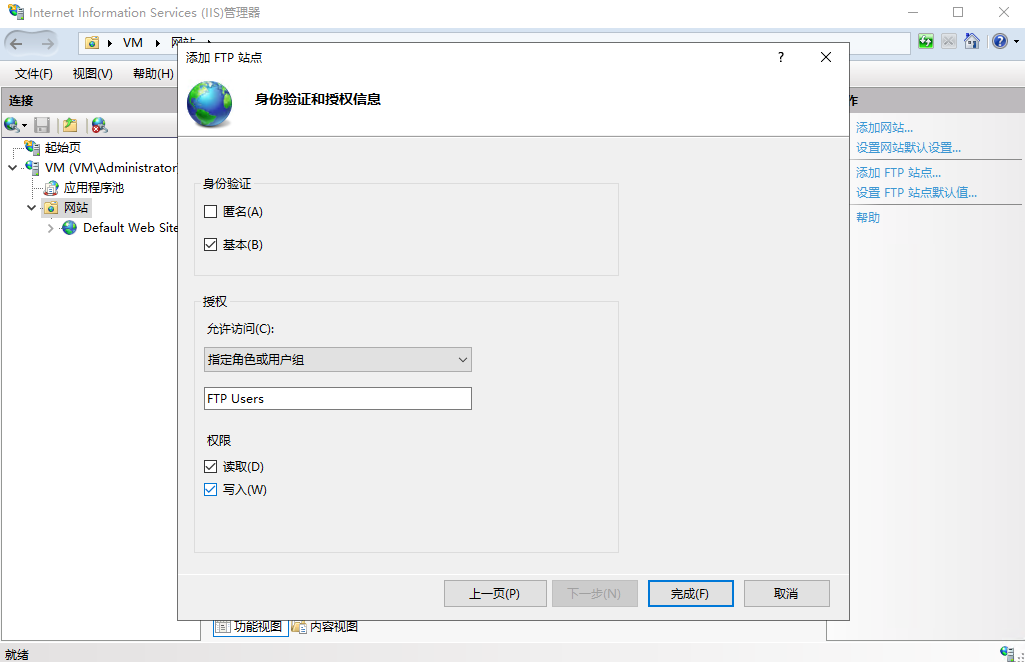 Internet Information Services (IIS)管理器
VM
文件(F) 视图(V) 帮助(H)
连接
起始页
VM (VM\Administrator
应用程序池
网站
Default Web Site
添加 FTP 站点
?
身份验证和授权信息
身份验证
匿名(A)
基本(B)
授权
允许访问(C):
指定角色或用户组
FTP Users
权限
读取(D)
写入(W)
上一页(P) 下一步(N) 完成(F) 取消
作
添加网站...
设置网站默认设置...
添加 FTP 站点...
设置 FTP 站点默认值...
帮助
功能视图 内容视图
就绪